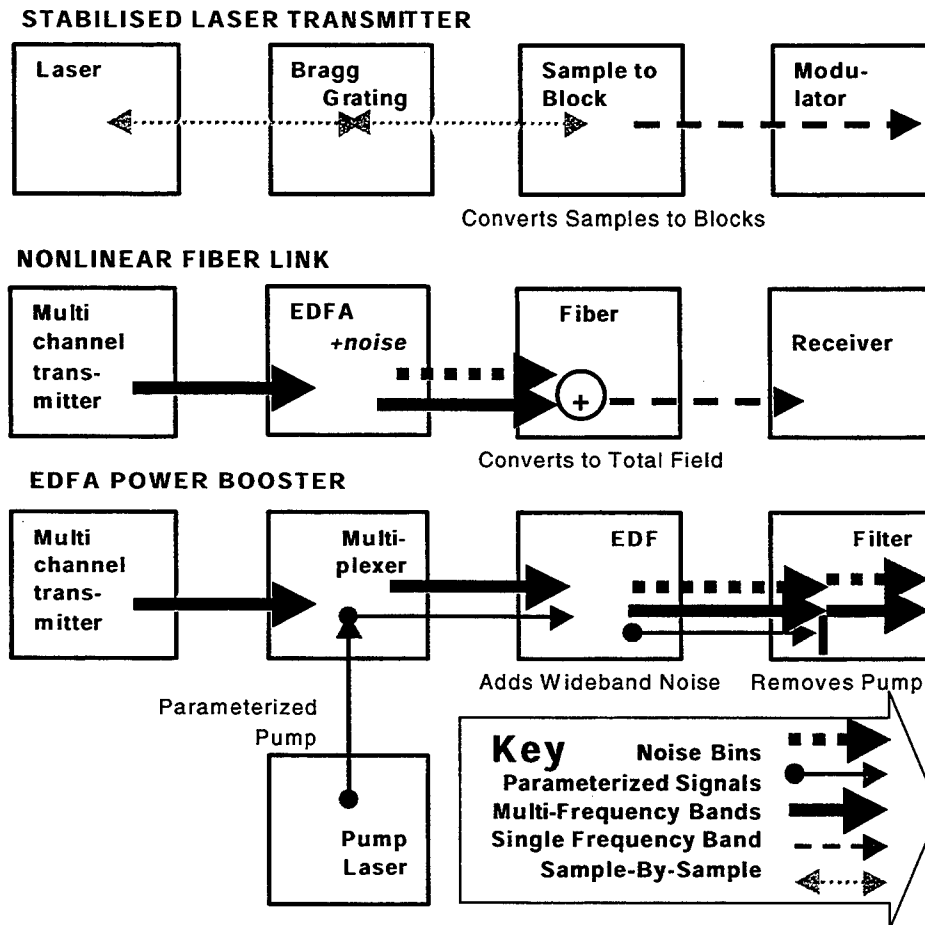 STABILISED LASER TRANSMITTER
Laser
Bragg
Grating
Sample to
Block
Modu-
lator
Converts Samples to Blocks
NONLINEAR FIBER LINK
Multi
channel
trans-
mitter
EDFA
+noise
Fiber
+
Receiver
Converts to Total Field
EDFA POWER BOOSTER
Multi
channel
trans-
mitter
Multi-
plexer
EDF
Filter
Adds Wideband Noise
Removes Pump
Parameterized
Pump
Pump
Laser
Key
Noise Bins
Parameterized Signals
Multi-Frequency Bands
Single Frequency Band
Sample-By-Sample